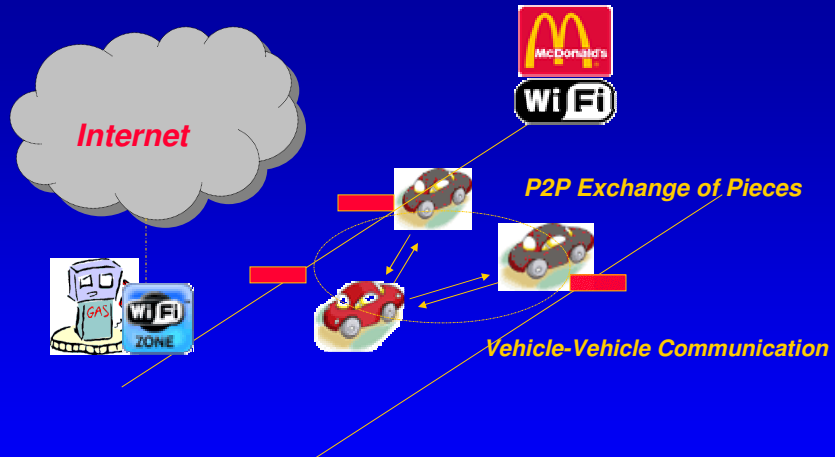 McDonald's
Wi Fi
Internet
P2P Exchange of Pieces
GAS
Wi Fi
ZONE
Vehicle-Vehicle Communication